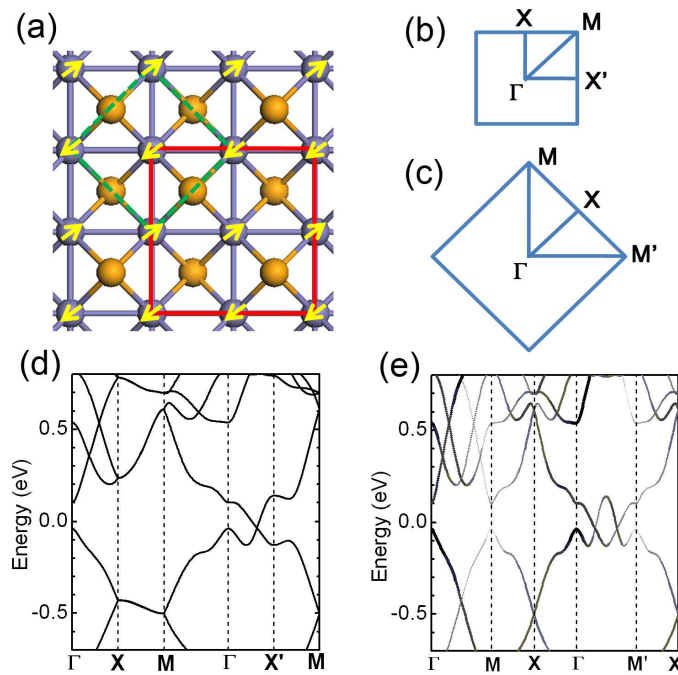 (a)
(b)
X M
Γ X'
(c)
M
X
Γ M'
(d)
Energy (eV)
0.5
0.0
-0.5
Γ X M Γ X' M
(e)
Energy (eV)
0.5
0.0
-0.5
Γ M X Γ M' X